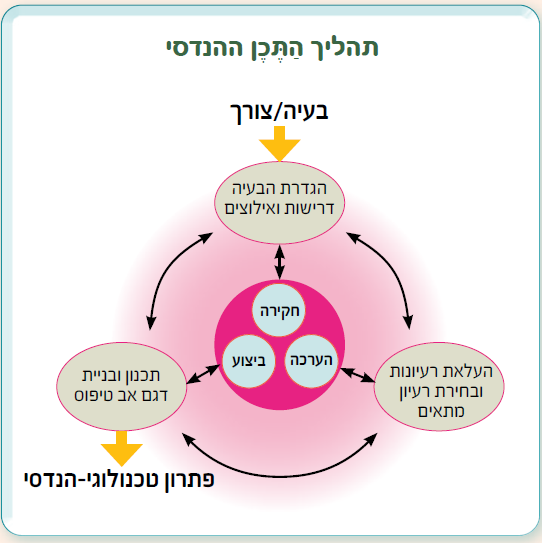 תהליך הַתֶּכֶן ההנדסי
בעיה/צורך
הגדרת הבעיה
דרישות ואילוצים
חקירה
הערכה
ביצוע
העלאת רעיונות
ובחירת רעיון
מתאים
תכנון ובניית
דגם אב טיפוס
פתרון טכנולוגי-הנדסי